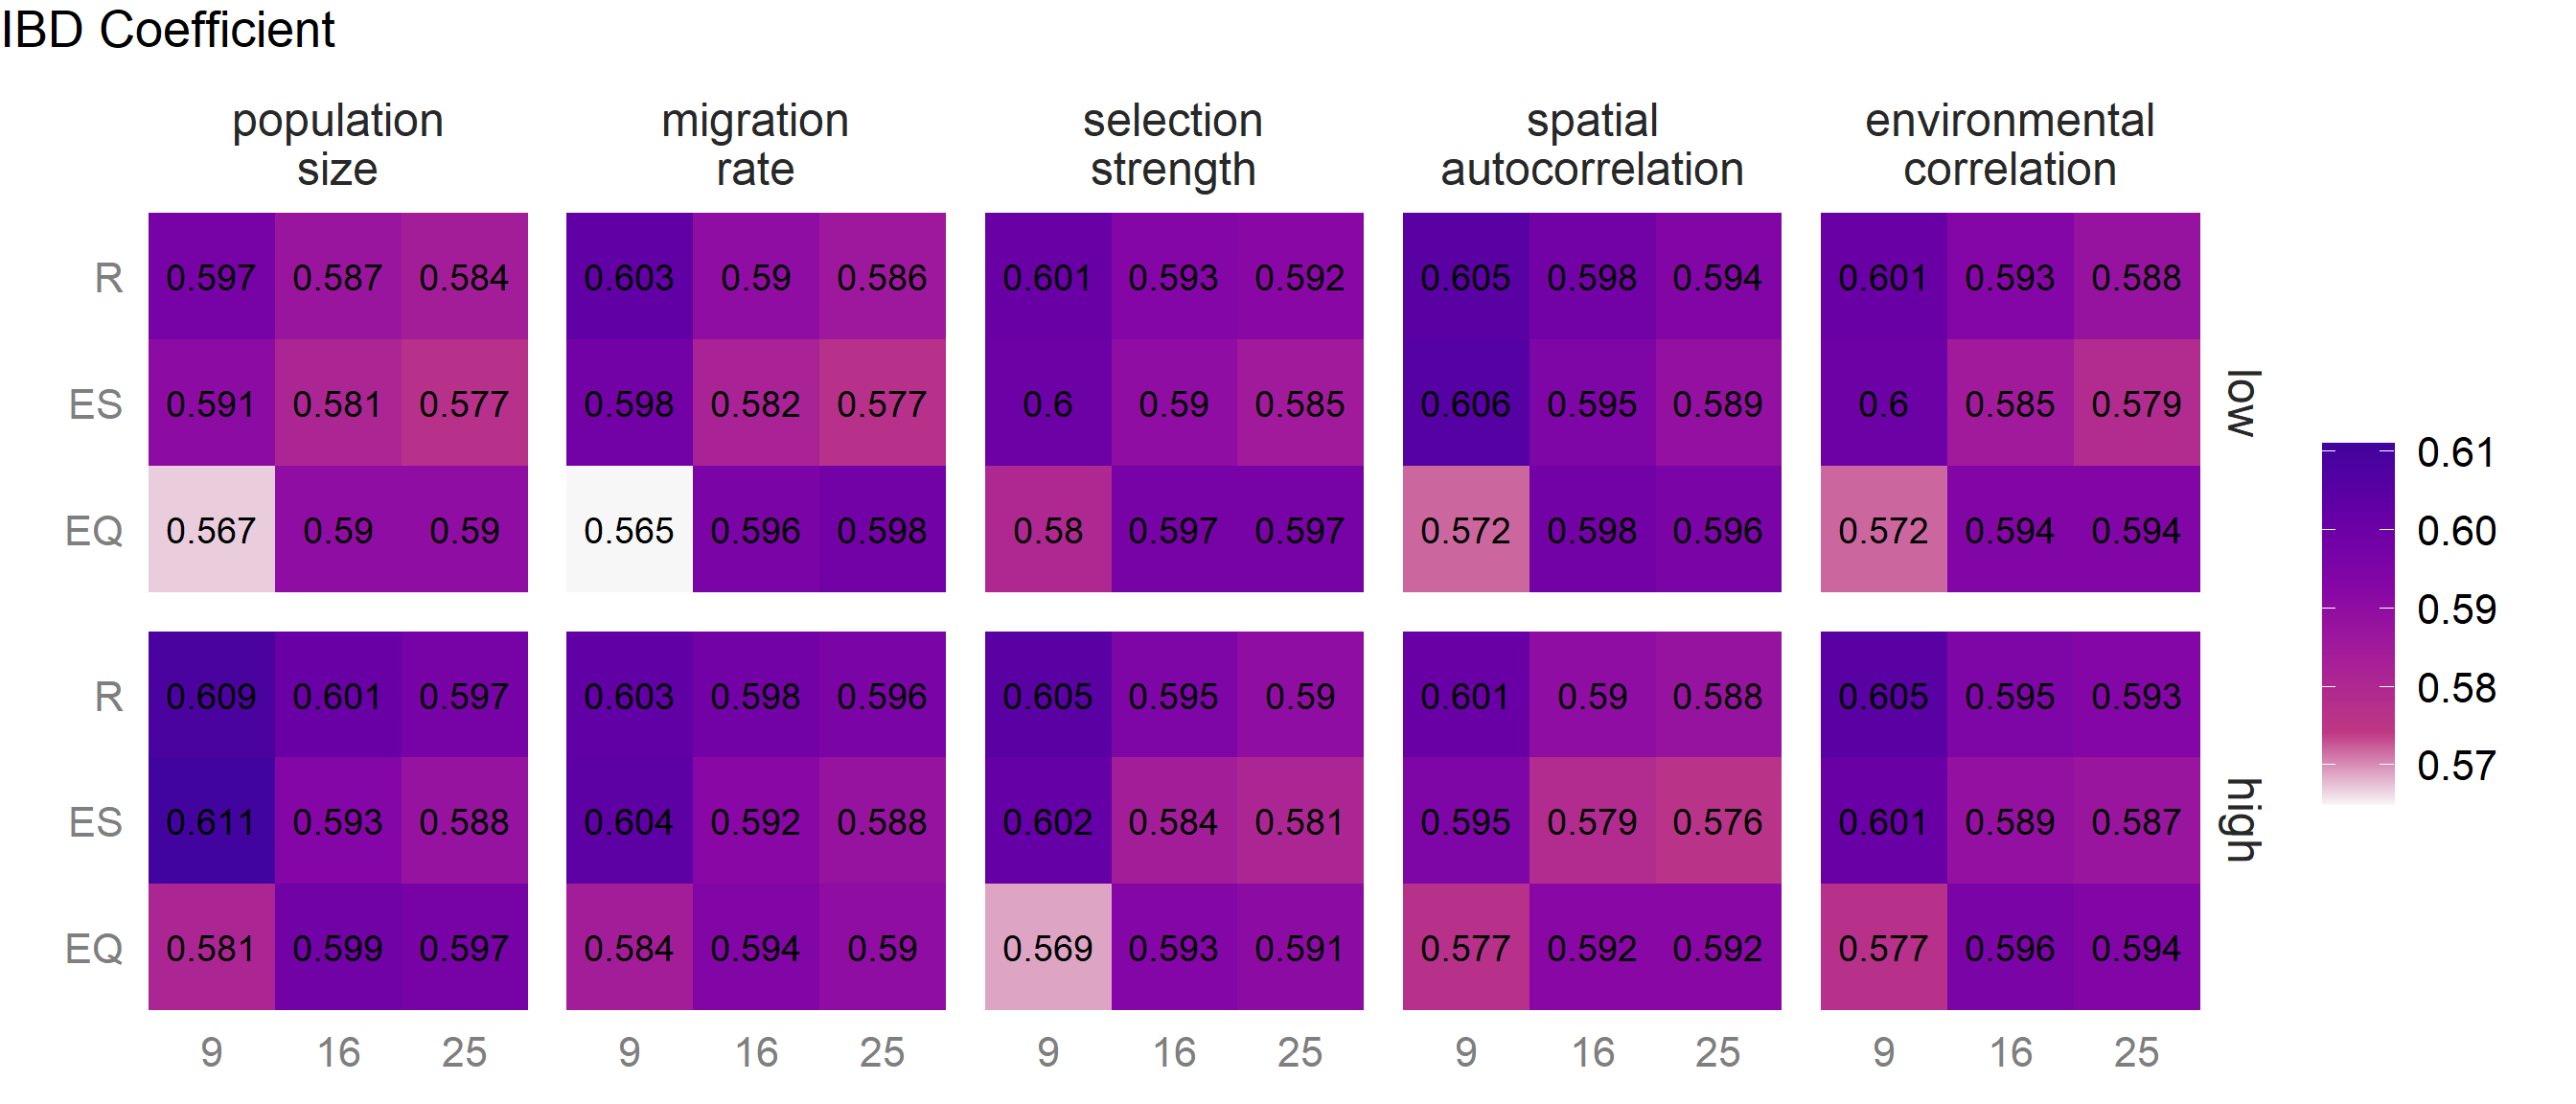 IBD Coefficient
population migration selection spatial environmental
size rate strength autocorrelation correlation
R 0.597 0.587 0.584 0.603 0.59 0.586 0.601 0.593 0.592 0.605 0.598 0.594 0.601 0.593 0.588
ES 0.591 0.581 0.577 0.598 0.582 0.577 0.6 0.59 0.585 0.606 0.595 0.589 0.6 0.585 0.579
low
EQ 0.567 0.59 0.59 0.565 0.596 0.598 0.58 0.597 0.597 0.572 0.598 0.596 0.572 0.594 0.594
R 0.609 0.601 0.597 0.603 0.598 0.596 0.605 0.595 0.59 0.601 0.59 0.588 0.605 0.595 0.593
ES 0.611 0.593 0.588 0.604 0.592 0.588 0.602 0.584 0.581 0.595 0.579 0.576 0.601 0.589 0.587
high
EQ 0.581 0.599 0.597 0.584 0.594 0.59 0.569 0.593 0.591 0.577 0.592 0.592 0.577 0.596 0.594
9 16 25 9 16 25 9 16 25 9 16 25 9 16 25
0.61
0.60
0.59
0.58
0.57